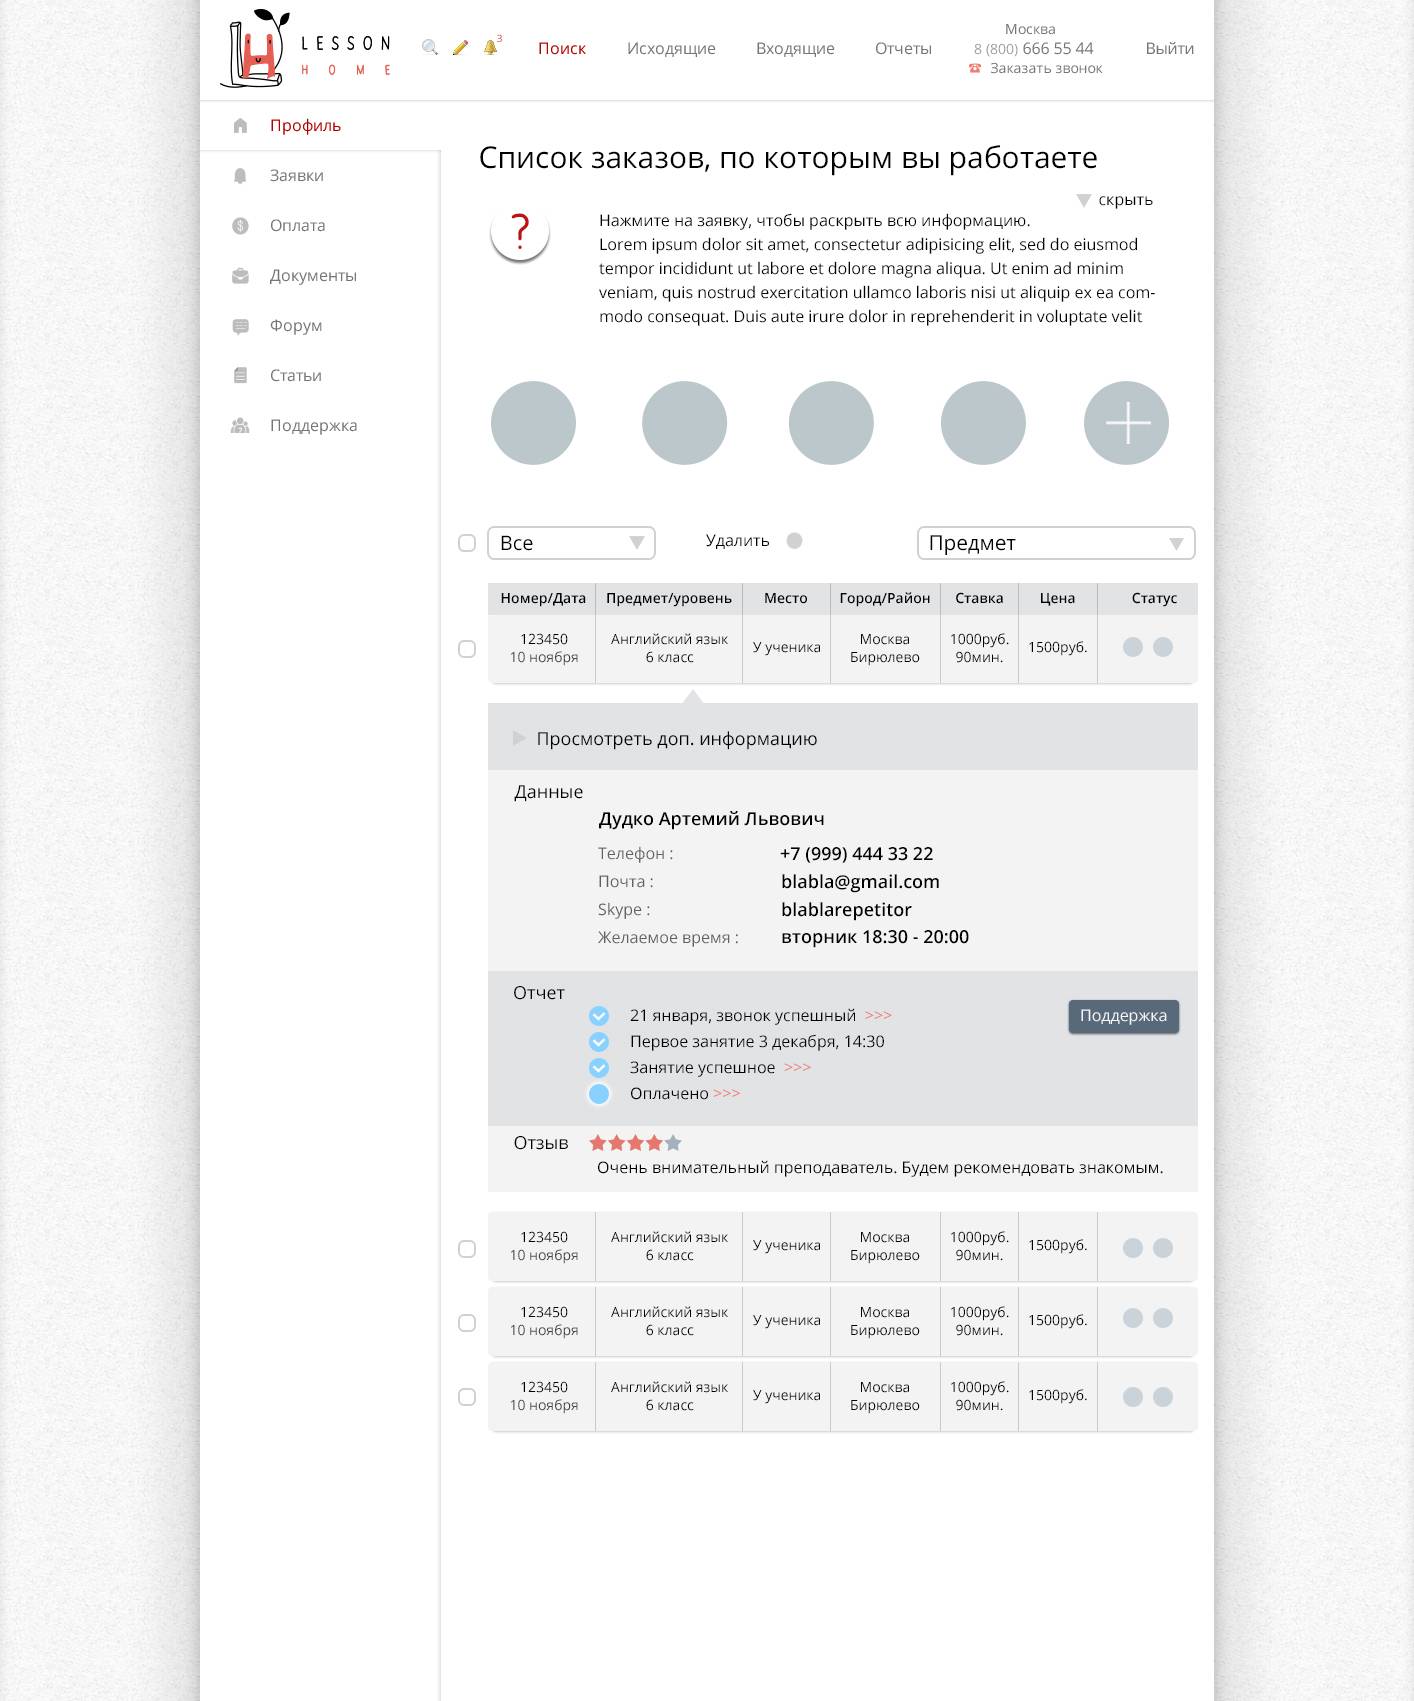 LESSON
HOME
3
Поиск
Исходящие
Входящие
Отчеты
Москва
8 (800) 666 55 44
Заказать звонок
Выйти
Профиль
Заявки
Оплата
Документы
Форум
Статьи
Поддержка
Список заказов, по которым вы работаете
скрыть
?
Нажмите на заявку, чтобы раскрыть всю информацию.
Lorem ipsum dolor sit amet, consectetur adipisicing elit, sed do eiusmod
tempor incididunt ut labore et dolore magna aliqua. Ut enim ad minim
veniam, quis nostrud exercitation ullamco laboris nisi ut aliquip ex ea com-
modo consequat. Duis aute irure dolor in reprehenderit in voluptate velit
Все
Удалить
Предмет
Номер/Дата Предмет/уровень Место Город/Район Ставка Цена Статус
123450 Английский язык У ученика Москва 1000руб. 1500руб.
10 ноября 6 класс Бирюлево 90мин.
Просмотреть доп. информацию
Данные
Дудко Артемий Львович
Телефон : +7 (999) 444 33 22
Почта : blabla@gmail.com
Skype : blablarepetitor
Желаемое время : вторник 18:30 - 20:00
Отчет
21 января, звонок успешный >>>
Поддержка
Первое занятие 3 декабря, 14:30
Занятие успешное >>>
Оплачено >>>
Отзыв
Очень внимательный преподаватель. Будем рекомендовать знакомым.
123450 Английский язык У ученика Москва 1000руб. 1500руб.
10 ноября 6 класс Бирюлево 90мин.
123450 Английский язык У ученика Москва 1000руб. 1500руб.
10 ноября 6 класс Бирюлево 90мин.
123450 Английский язык У ученика Москва 1000руб. 1500руб.
10 ноября 6 класс Бирюлево 90мин.